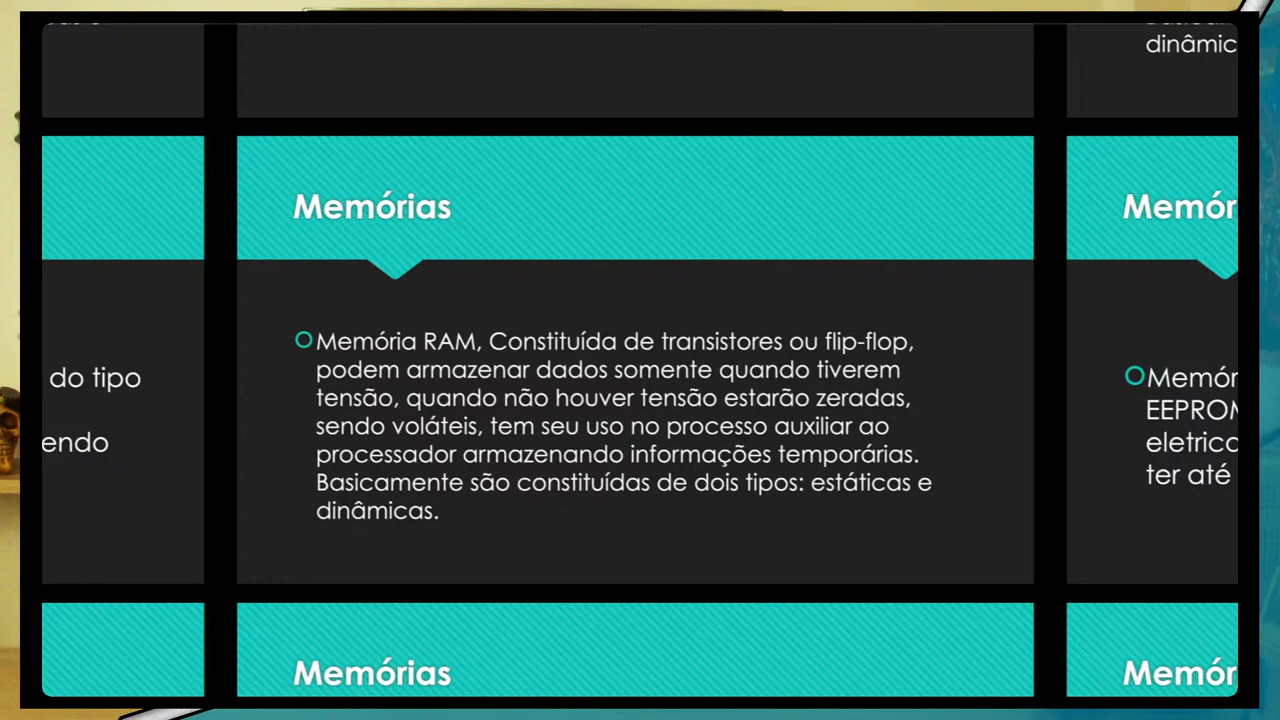 dinâmic
Memórias
Memór
Memória RAM, Constituída de transistores ou flip-flop,
podem armazenar dados somente quando tiverem
tensão, quando não houver tensão estarão zeradas,
sendo voláteis, tem seu uso no processo auxiliar ao
processador armazenando informações temporárias.
Basicamente são constituídas de dois tipos: estáticas e
dinâmicas.
do tipo
endo
Memór
EEPROM
eletrico
ter até
Memórias
Memór